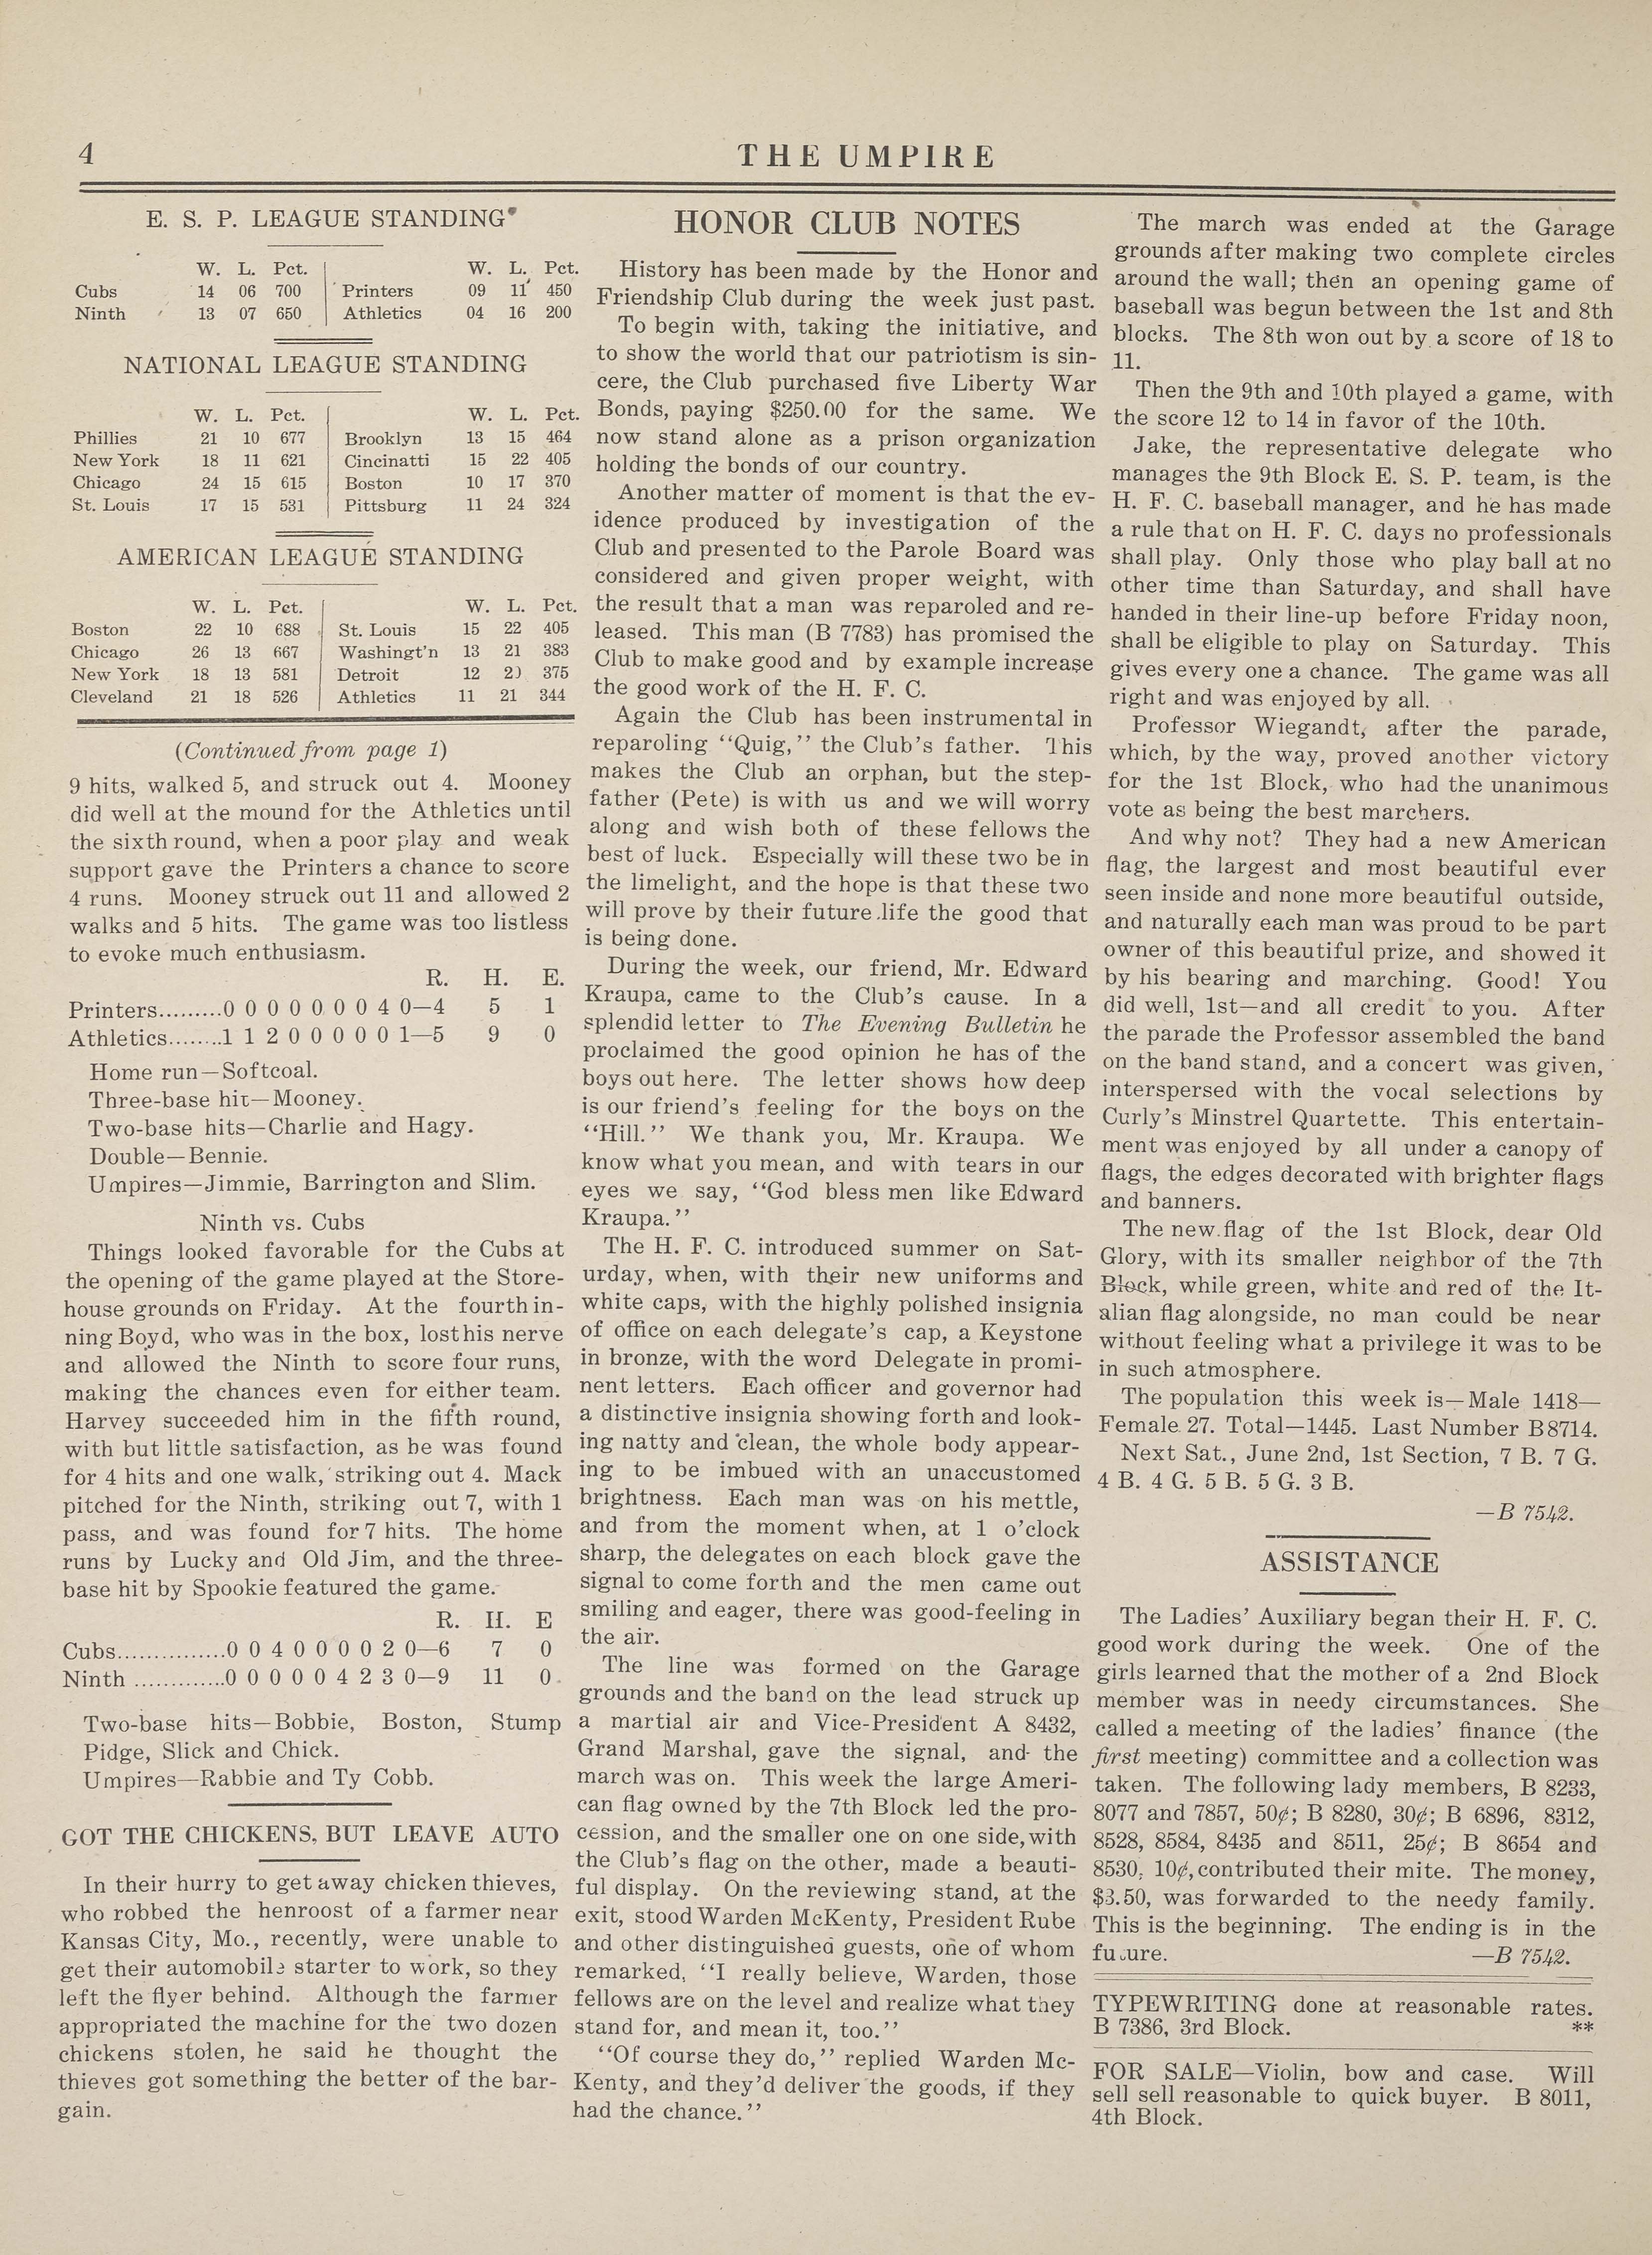 4
THE UMPIRE
E. S. P. LEAGUE STANDING
W. L. Pct. W. L. Pct.
Cubs 14 06 700 Printers 09 11 450
Ninth 13 07 650 Athletics 04 16 200
NATIONAL LEAGUE STANDING
W. L. Pct. W. L. Pct.
Phillies 21 10 677 Brooklyn 13 15 464
New York 18 11 621 Cincinatti 15 22 405
Chicago 24 15 615 Boston 10 17 370
St. Louis 17 15 531 Pittsburg 11 24 324
AMERICAN LEAGUE STANDING
W. L. Pct. W. L. Pct.
Boston 22 10 688 St. Louis 15 22 405
Chicago 26 13 667 Washingt'n 13 21 383
New York 18 13 581 Detroit 12 375
Cleveland 21 18 526 Athletics 11 21 344
(Continued from page 1)
9 hits, walked 5, and struck out 4. Mooney
did well at the mound for the Athletics until
the sixth round, when a poor play and weak
support gave the Printers a chance to score
4 runs. Mooney struck out 11 and allowed 2
walks and 5 hits. The game was too listless
to evoke much enthusiasm.
R. H. E.
Printers.........0 0 0 0 0 0 0 4 0—4 5 1
Athletics........1 1 2 0 0 0 0 0 1—5 9 0
Home run—Softcoal.
Three-base hit—Mooney.
Two-base hits—Charlie and Hagy.
Double—Bennie.
Umpires—Jimmie, Barrington and Slim.
Ninth vs. Cubs
Things looked favorable for the Cubs at
the opening of the game played at the Store-
house grounds on Friday. At the fourth in-
ning Boyd, who was in the box, lost his nerve
and allowed the Ninth to score four runs,
making the chances even for either team.
Harvey succeeded him in the fifth round,
with but little satisfaction, as he was found
for 4 hits and one walk, striking out 4. Mack
pitched for the Ninth, striking out 7, with 1
pass, and was found for 7 hits. The home
runs by Lucky and Old Jim, and the three-
base hit by Spookie featured the game.
R. H. E
Cubs...............0 0 4 0 0 0 0 2 0—6 7 0
Ninth .............0 0 0 0 0 4 2 3 0—9 11 0
Two-base hits—Bobbie, Boston, Stump
Pidge, Slick and Chick.
Umpires—Rabbie and Ty Cobb.
GOT THE CHICKENS, BUT LEAVE AUTO
In their hurry to get away chicken thieves,
who robbed the henroost of a farmer near
Kansas City, Mo., recently, were unable to
get their automobile starter to work, so they
left the flyer behind. Although the farmer
appropriated the machine for the two dozen
chickens stolen, he said he thought the
thieves got something the better of the bar-
gain.
HONOR CLUB NOTES
History has been made by the Honor and
Friendship Club during the week just past.
To begin with, taking the initiative, and
to show the world that our patriotism is sin-
cere, the Club purchased five Liberty War
Bonds, paying $250.00 for the same. We
now stand alone as a prison organization
holding the bonds of our country.
Another matter of moment is that the ev-
idence produced by investigation of the
Club and presented to the Parole Board was
considered and given proper weight, with
the result that a man was reparoled and re-
leased. This man (B 7783) has promised the
Club to make good and by example increase
the good work of the H. F. C.
Again the Club has been instrumental in
reparoling "Quig," the Club's father. This
makes the Club an orphan, but the step-
father (Pete) is with us and we will worry
along and wish both of these fellows the
best of luck. Especially will these two be in
the limelight, and the hope is that these two
will prove by their future life the good that
is being done.
During the week, our friend, Mr. Edward
Kraupa, came to the Club's cause. In a
splendid letter to The Evening Bulletin he
proclaimed the good opinion he has of the
boys out here. The letter shows how deep
is our friend's feeling for the boys on the
"Hill." We thank you, Mr. Kraupa. We
know what you mean, and with tears in our
eyes we say, "God bless men like Edward
Kraupa."
The H. F. C. introduced summer on Sat-
urday, when, with their new uniforms and
white caps, with the highly polished insignia
of office on each delegate's cap, a Keystone
in bronze, with the word Delegate in promi-
nent letters. Each officer and governor had
a distinctive insignia showing forth and look-
ing natty and clean, the whole body appear-
ing to be imbued with an unaccustomed
brightness. Each man was on his mettle,
and from the moment when, at 1 o'clock
sharp, the delegates on each block gave the
signal to come forth and the men came out
smiling and eager, there was good-feeling in
the air.
The line was formed on the Garage
grounds and the band on the lead struck up
a martial air and Vice-President A 8432,
Grand Marshal, gave the signal, and the
march was on. This week the large Ameri-
can flag owned by the 7th Block led the pro-
cession, and the smaller one on one side, with
the Club's flag on the other, made a beauti-
ful display. On the reviewing stand, at the
exit, stood Warden McKenty, President Rube
and other distinguished guests, one of whom
remarked, "I really believe, Warden, those
fellows are on the level and realize what they
stand for, and mean it, too."
"Of course they do," replied Warden Mc-
Kenty, and they'd deliver the goods, if they
had the chance."
The march was ended at the Garage
grounds after making two complete circles
around the wall; then an opening game of
baseball was begun between the 1st and 8th
blocks. The 8th won out by a score of 18 to
11.
Then the 9th and 10th played a game, with
the score 12 to 14 in favor of the 10th.
Jake, the representative delegate who
manages the 9th Block E. S. P. team, is the
H. F. C. baseball manager, and he has made
a rule that on H. F. C. days no professionals
shall play. Only those who play ball at no
other time than Saturday, and shall have
handed in their line-up before Friday noon,
shall be eligible to play on Saturday. This
gives every one a chance. The game was all
right and was enjoyed by all.
Professor Wiegandt, after the parade,
which, by the way, proved another victory
for the 1st Block, who had the unanimous
vote as being the best marchers.
And why not? They had a new American
flag, the largest and most beautiful ever
seen inside and none more beautiful outside,
and naturally each man was proud to be part
owner of this beautiful prize, and showed it
by his bearing and marching. Good! You
did well, 1st—and all credit to you. After
the parade the Professor assembled the band
on the band stand, and a concert was given,
interspersed with the vocal selections by
Curly's Minstrel Quartette. This entertain-
ment was enjoyed by all under a canopy of
flags, the edges decorated with brighter flags
and banners.
The new flag of the 1st Block, dear Old
Glory, with its smaller neighbor of the 7th
Block, while green, white and red of the It-
alian flag alongside, no man could be near
without feeling what a privilege it was to be
in such atmosphere.
The population this week is—Male 1418—
Female 27. Total—1445. Last Number B 8714.
Next Sat., June 2nd, 1st Section, 7 B. 7 G.
4 B. 4 G. 5 B. 5 G. 3 B.
—B 7542.
ASSISTANCE
The Ladies' Auxiliary began their H. F. C.
good work during the week. One of the
girls learned that the mother of a 2nd Block
member was in needy circumstances. She
called a meeting of the ladies' finance (the
first meeting) committee and a collection was
taken. The following lady members, B 8233,
8077 and 7857, 50¢; B 8280, 30¢; B 6896, 8312,
8528, 8584, 8435 and 8511, 25¢; B 8654 and
8530, 10¢, contributed their mite. The money,
$3.50, was forwarded to the needy family.
This is the beginning. The ending is in the
future. —B 7542.
TYPEWRITING done at reasonable rates.
B 7386, 3rd Block. **
FOR SALE—Violin, bow and case. Will
sell sell reasonable to quick buyer. B 8011,
4th Block.